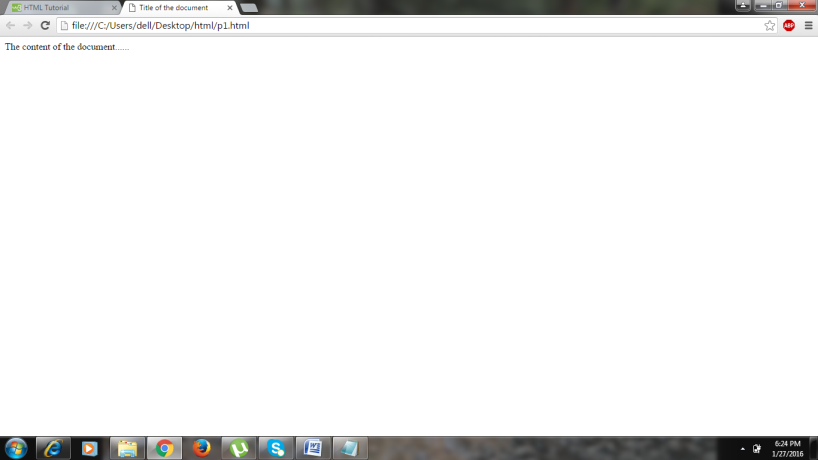 HTML Tutorial
Title of the document
file:///C:/Users/dell/Desktop/html/p1.html
ABP
The content of the document......
6:24 PM
1/27/2016